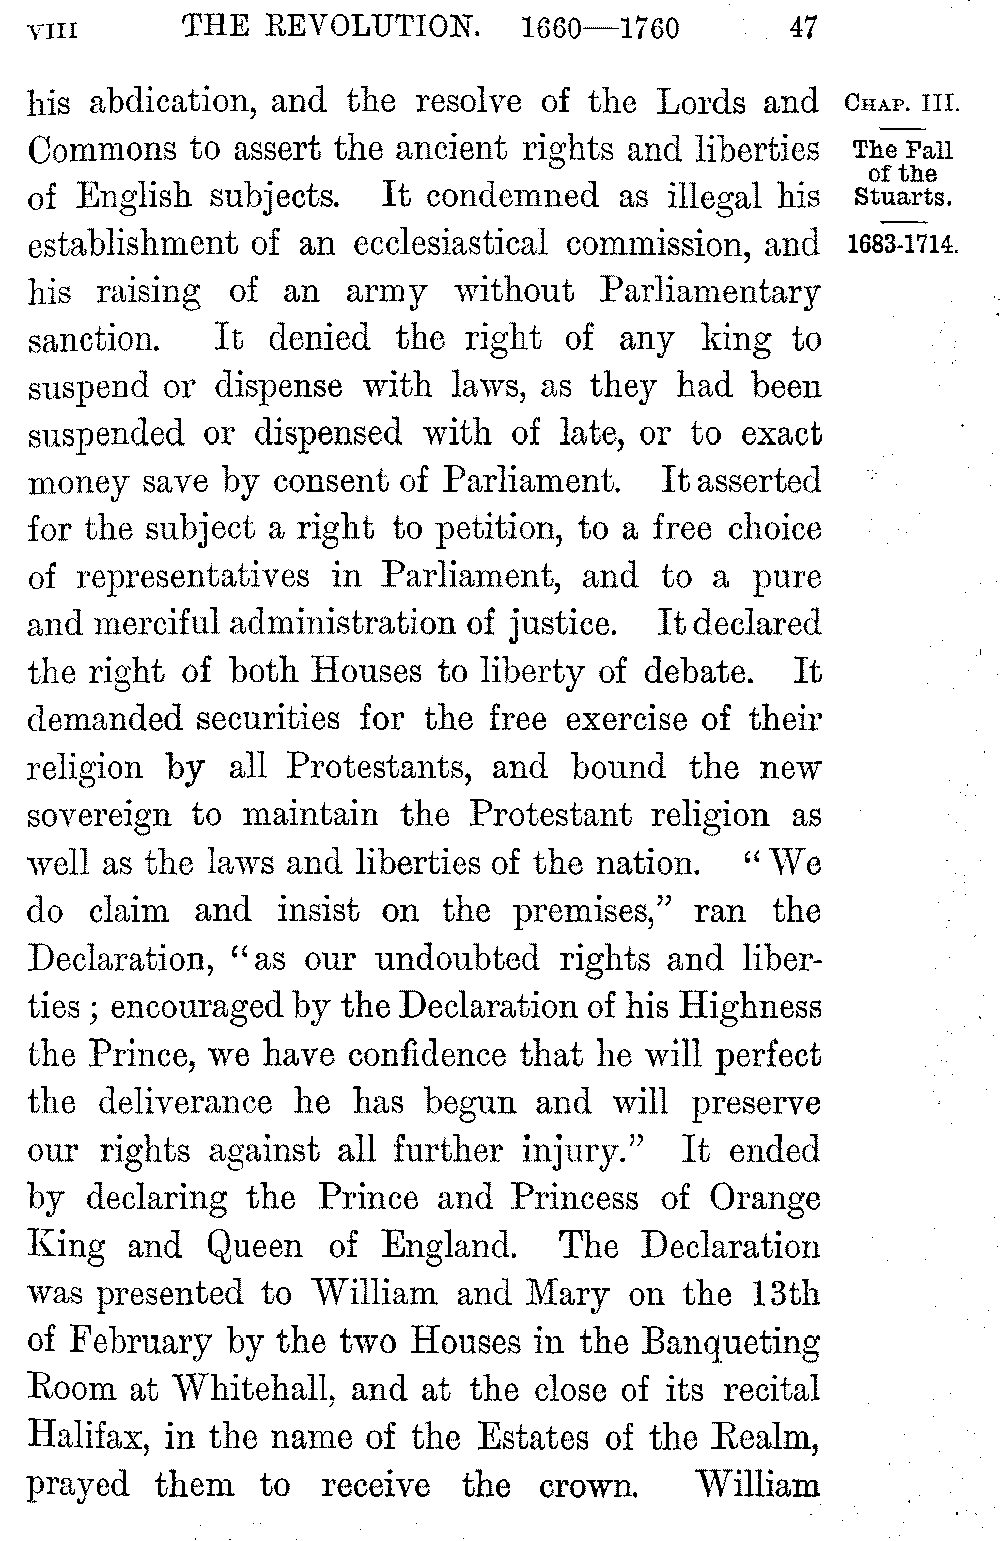 VIII THE REVOLUTION. 1660—1760 47
his abdication, and the resolve of the Lords and
Commons to assert the ancient rights and liberties
of English subjects. It condemned as illegal his
establishment of an ecclesiastical commission, and
his raising of an army without Parliamentary
sanction. It denied the right of any king to
suspend or dispense with laws, as they had been
suspended or dispensed with of late, or to exact
money save by consent of Parliament. It asserted
for the subject a right to petition, to a free choice
of representatives in Parliament, and to a pure
and merciful administration of justice. It declared
the right of both Houses to liberty of debate. It
demanded securities for the free exercise of their
religion by all Protestants, and bound the new
sovereign to maintain the Protestant religion as
well as the laws and liberties of the nation. “We
do claim and insist on the premises,” ran the
Declaration, “as our undoubted rights and liber-
ties ; encouraged by the Declaration of his Highness
the Prince, we have confidence that he will perfect
the deliverance he has begun and will preserve
our rights against all further injury.” It ended
by declaring the Prince and Princess of Orange
King and Queen of England. The Declaration
was presented to William and Mary on the 13th
of February by the two Houses in the Banqueting
Room at Whitehall, and at the close of its recital
Halifax, in the name of the Estates of the Realm,
prayed them to receive the crown. William
CHAP. III.
The Fall
of the
Stuarts.
1683-1714.